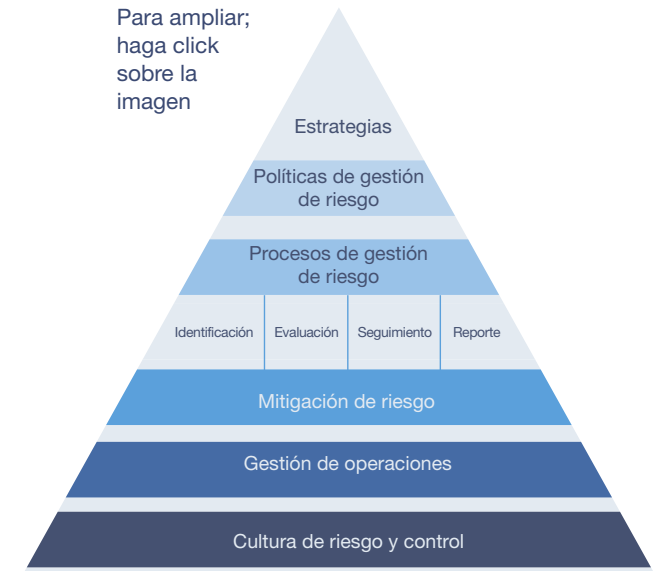 Para ampliar;
haga click
sobre la
imagen
Estrategias
Políticas de gestión
de riesgo
Procesos de gestión
de riesgo
Identificación
Evaluación
Seguimiento
Reporte
Mitigación de riesgo
Gestión de operaciones
Cultura de riesgo y control